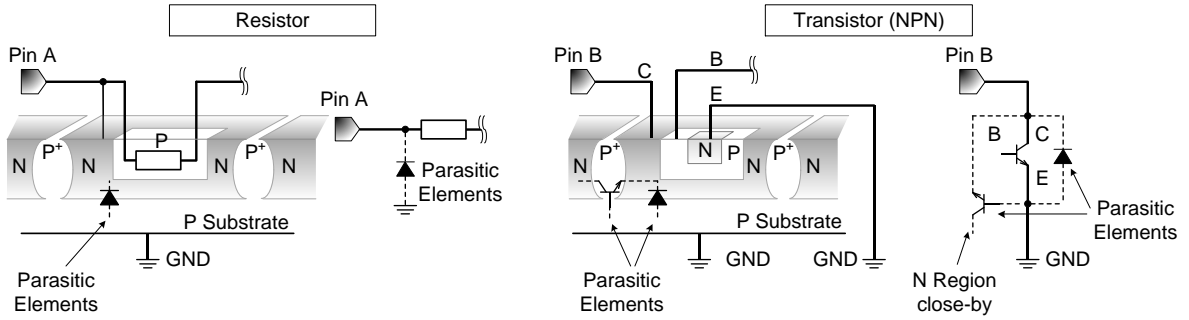 Resistor
Transistor (NPN)
Pin A
Pin B
Pin B
C
B
E
Pin A
N
P+
N
P
N
P+
N
Parasitic
Elements
N
P+
N
N
P
N
P+
N
B
C
E
P Substrate
GND
Parasitic
Elements
P Substrate
GND
GND
Parasitic
Elements
Parasitic
Elements
N Region
close-by